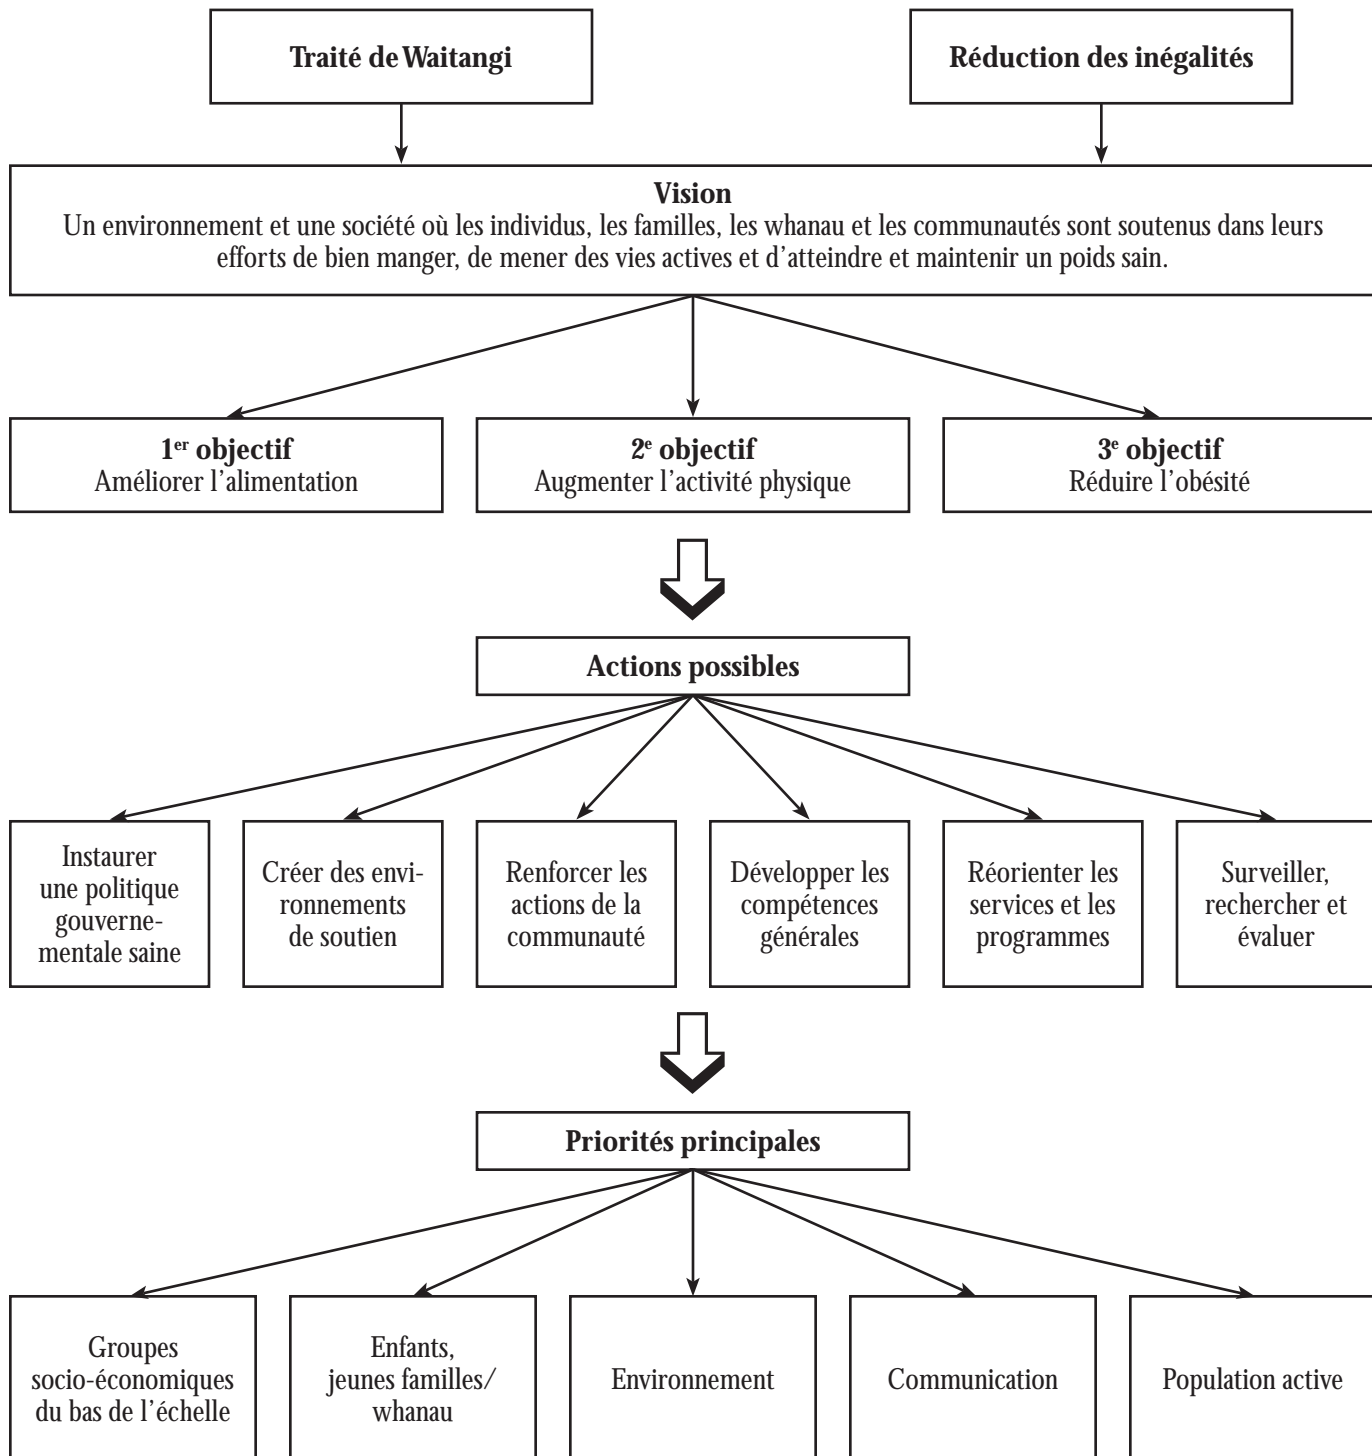 Traité de Waitangi
Réduction des inégalités
Vision
Un environnement et une société où les individus, les familles, les whanau et les communautés sont soutenus dans leurs
efforts de bien manger, de mener des vies actives et d’atteindre et maintenir un poids sain.
1er objectif
Améliorer l’alimentation
2e objectif
Augmenter l’activité physique
3e objectif
Réduire l’obésité
Actions possibles
Instaurer
une politique
gouverne-
mentale saine
Créer des envi-
ronnements
de soutien
Renforcer les
actions de la
communauté
Développer les
compétences
générales
Réorienter les
services et les
programmes
Surveiller,
rechercher et
évaluer
Priorités principales
Groupes
socio-économiques
du bas de l’échelle
Enfants,
jeunes familles/
whanau
Environnement
Communication
Population active